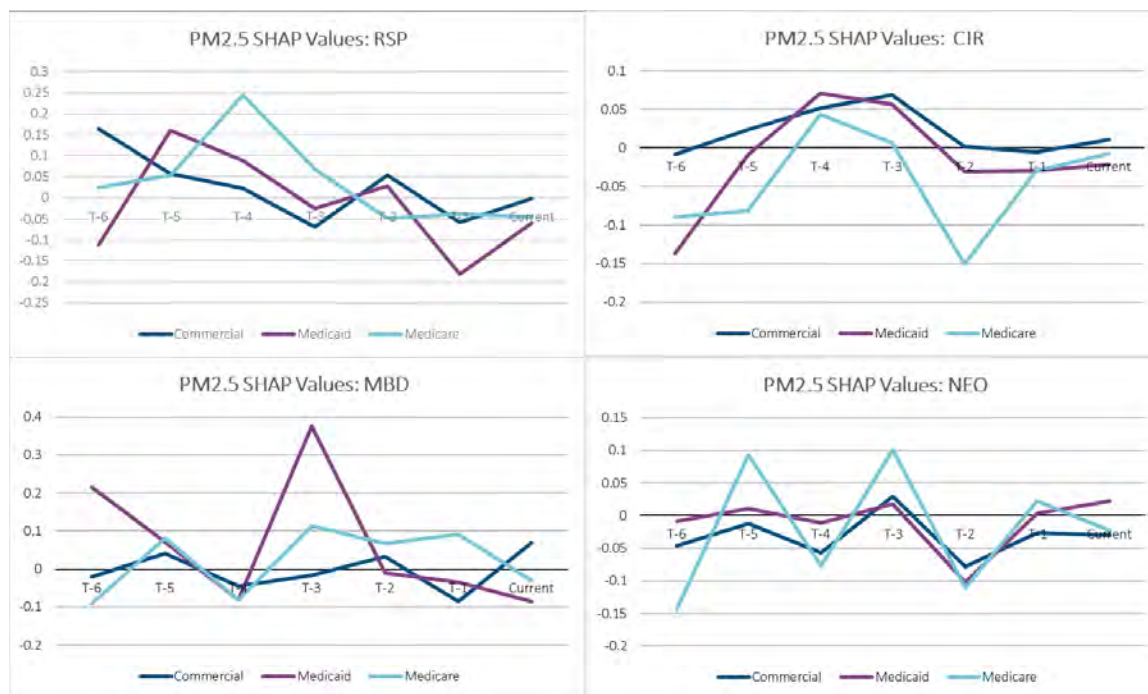 PM2.5 SHAP Values: RSP
0.3
0.25
0.2
0.15
0.1
0.05
0
-0.05
-0.1
-0.15
-0.2
-0.25
T-6 T-5 T-4 T-3 T-2 T-1 Current
Commercial Medicaid Medicare
PM2.5 SHAP Values: CIR
0.1
0.05
0
-0.05
-0.1
-0.15
-0.2
T-6 T-5 T-4 T-3 T-2 T-1 Current
Commercial Medicaid Medicare
PM2.5 SHAP Values: MBD
0.4
0.3
0.2
0.1
0
-0.1
-0.2
T-6 T-5 T-4 T-3 T-2 T-1 Current
Commercial Medicaid Medicare
PM2.5 SHAP Values: NEO
0.15
0.1
0.05
0
-0.05
-0.1
-0.15
-0.2
T-6 T-5 T-4 T-3 T-2 T-1 Current
Commercial Medicaid Medicare